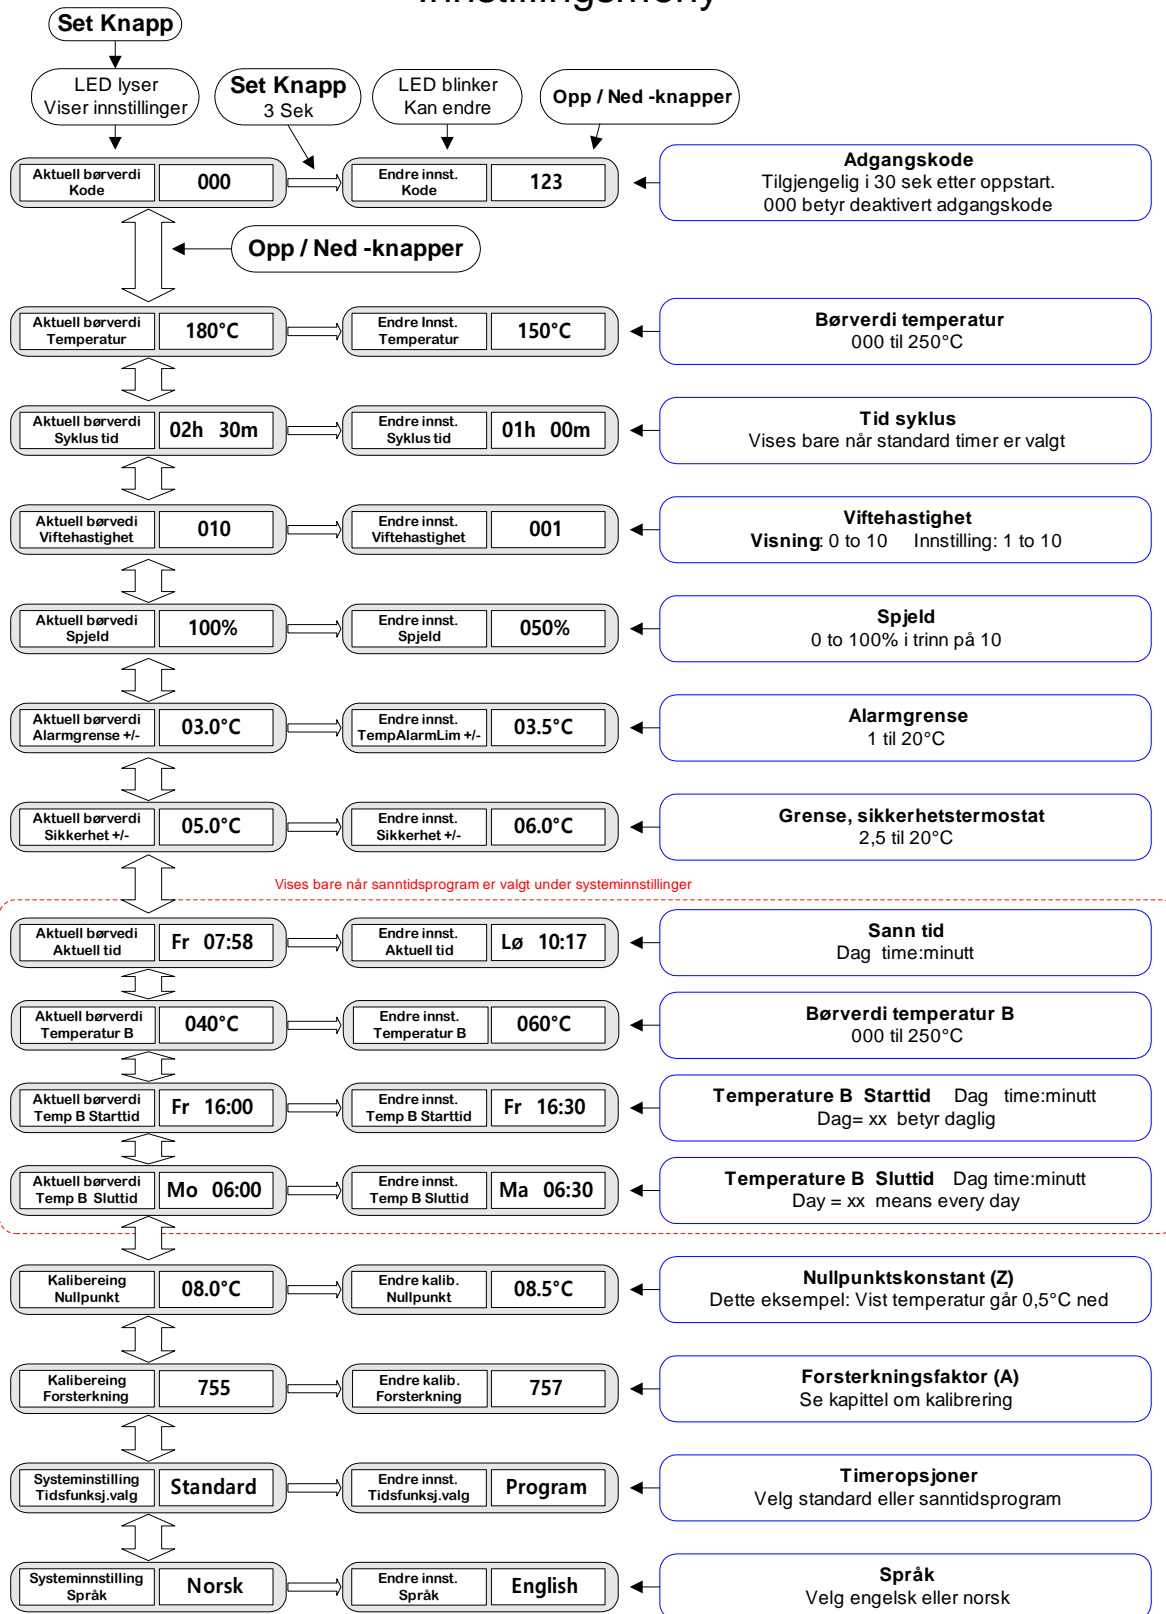 Innstillingsmeny
Set Knapp
LED lyser
Viser innstillinger
Set Knapp
3 Sek
LED blinker
Kan endre
Opp / Ned -knapper
Aktuell børverdi
Kode
000
Endre inst.
Kode
123
Adgangskode
Tilgjengelig i 30 sek etter oppstart.
000 betyr deaktivert adgangskode
Opp / Ned -knapper
Aktuell børverdi
Temperatur
180°C
Endre Innst.
Temperatur
150°C
Børverdi temperatur
000 til 250°C
Aktuell børverdi
Syklus tid
02h 30m
Endre innst.
Syklus tid
01h 00m
Tid syklus
Vises bare når standard timer er valgt
Aktuell børvedi
Viftehastighet
010
Endre innst.
Viftehastighet
001
Viftehastighet
Visning: 0 to 10 Innstilling: 1 to 10
Aktuell børvedi
Spjeld
100%
Endre innst.
Spjeld
050%
Spjeld
0 to 100% i trinn på 10
Aktuell børverdi
Alarmgrense +/-
03.0°C
Endre innst.
TempAlarmLim +/-
03.5°C
Alarmgrense
1 til 20°C
Aktuell børverdi
Sikkerhet +/-
05.0°C
Endre innst.
Sikkerhet +/-
06.0°C
Grense, sikkerhetstermostat
2,5 til 20°C
Vises bare når sanntidsprogram er valgt under systeminnstillinger
Aktuell børvedi
Aktuell tid
Fr 07:58
Endre innst.
Aktuell tid
Lø 10:17
Sann tid
Dag time:minutt
Aktuell børverdi
Temperatur B
040°C
Endre innst.
Temperatur B
060°C
Børverdi temperatur B
000 til 250°C
Aktuell børverdi
Temp B Starttid
Fr 16:00
Endre innst.
Temp B Starttid
Fr 16:30
Temperature B Starttid Dag time:minutt
Dag= xx betyr daglig
Aktuell børverdi
Temp B Sluttid
Mo 06:00
Endre innst.
Temp B Sluttid
Ma 06:30
Temperature B Sluttid Dag time:minutt
Day = xx means every day
Kalibereing
Nullpunkt
08.0°C
Endre kalib.
Nullpunkt
08.5°C
Nullpunktskonstant (Z)
Dette eksempel: Vist temperatur går 0,5°C ned
Kalibereing
Forsterkning
755
Endre kalib.
Forsterkning
757
Forsterkningsfaktor (A)
Se kapittel om kalibrering
Systeminstilling
Tidsfunksj.valg
Standard
Endre innst.
Tidsfunksj.valg
Program
Timeropsjoner
Velg standard eller sanntidsprogram
Systeminnstilling
Språk
Norsk
Endre innst.
Språk
English
Språk
Velg engelsk eller norsk